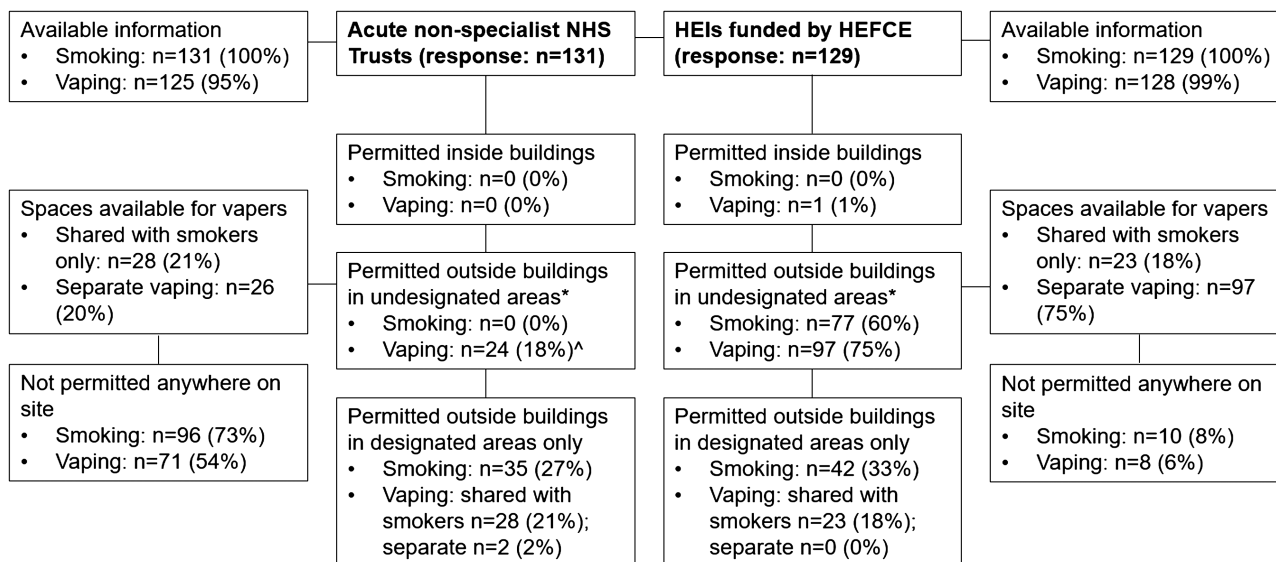 Available information
• Smoking: n=131 (100%)
• Vaping: n=125 (95%)
Acute non-specialist NHS
Trusts (response: n=131)
HEIs funded by HEFCE
(response: n=129)
Available information
• Smoking: n=129 (100%)
• Vaping: n=128 (99%)
Permitted inside buildings
• Smoking: n=0 (0%)
• Vaping: n=0 (0%)
Permitted inside buildings
• Smoking: n=0 (0%)
• Vaping: n=1 (1%)
Spaces available for vapers
• Shared with smokers
only: n=28 (21%)
• Separate vaping: n=26
(20%)
Permitted outside buildings
in undesignated areas*
• Smoking: n=0 (0%)
• Vaping: n=24 (18%)^
Permitted outside buildings
in undesignated areas*
• Smoking: n=77 (60%)
• Vaping: n=97 (75%)
Spaces available for vapers
• Shared with smokers
only: n=23 (18%)
• Separate vaping: n=97
(75%)
Not permitted anywhere on
site
• Smoking: n=96 (73%)
• Vaping: n=71 (54%)
Permitted outside buildings
in designated areas only
• Smoking: n=35 (27%)
• Vaping: shared with
smokers n=28 (21%);
separate n=2 (2%)
Permitted outside buildings
in designated areas only
• Smoking: n=42 (33%)
• Vaping: shared with
smokers n=23 (18%);
separate n=0 (0%)
Not permitted anywhere on
site
• Smoking: n=10 (8%)
• Vaping: n=8 (6%)